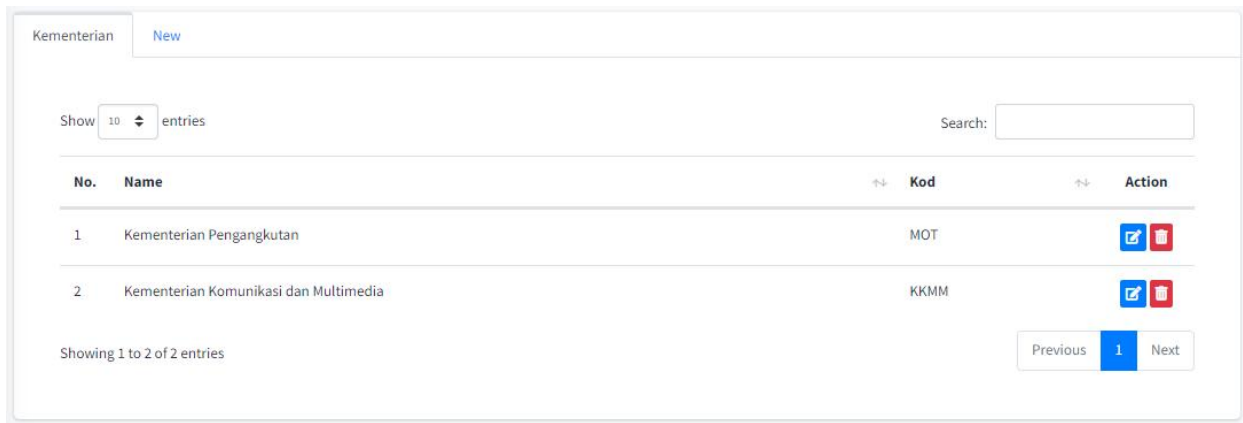 Kementerian New
Show 10 entries Search:
No. Name Kod Action
1 Kementerian Pengangkutan MOT
2 Kementerian Komunikasi dan Multimedia KKMM
Showing 1 to 2 of 2 entries Previous 1 Next